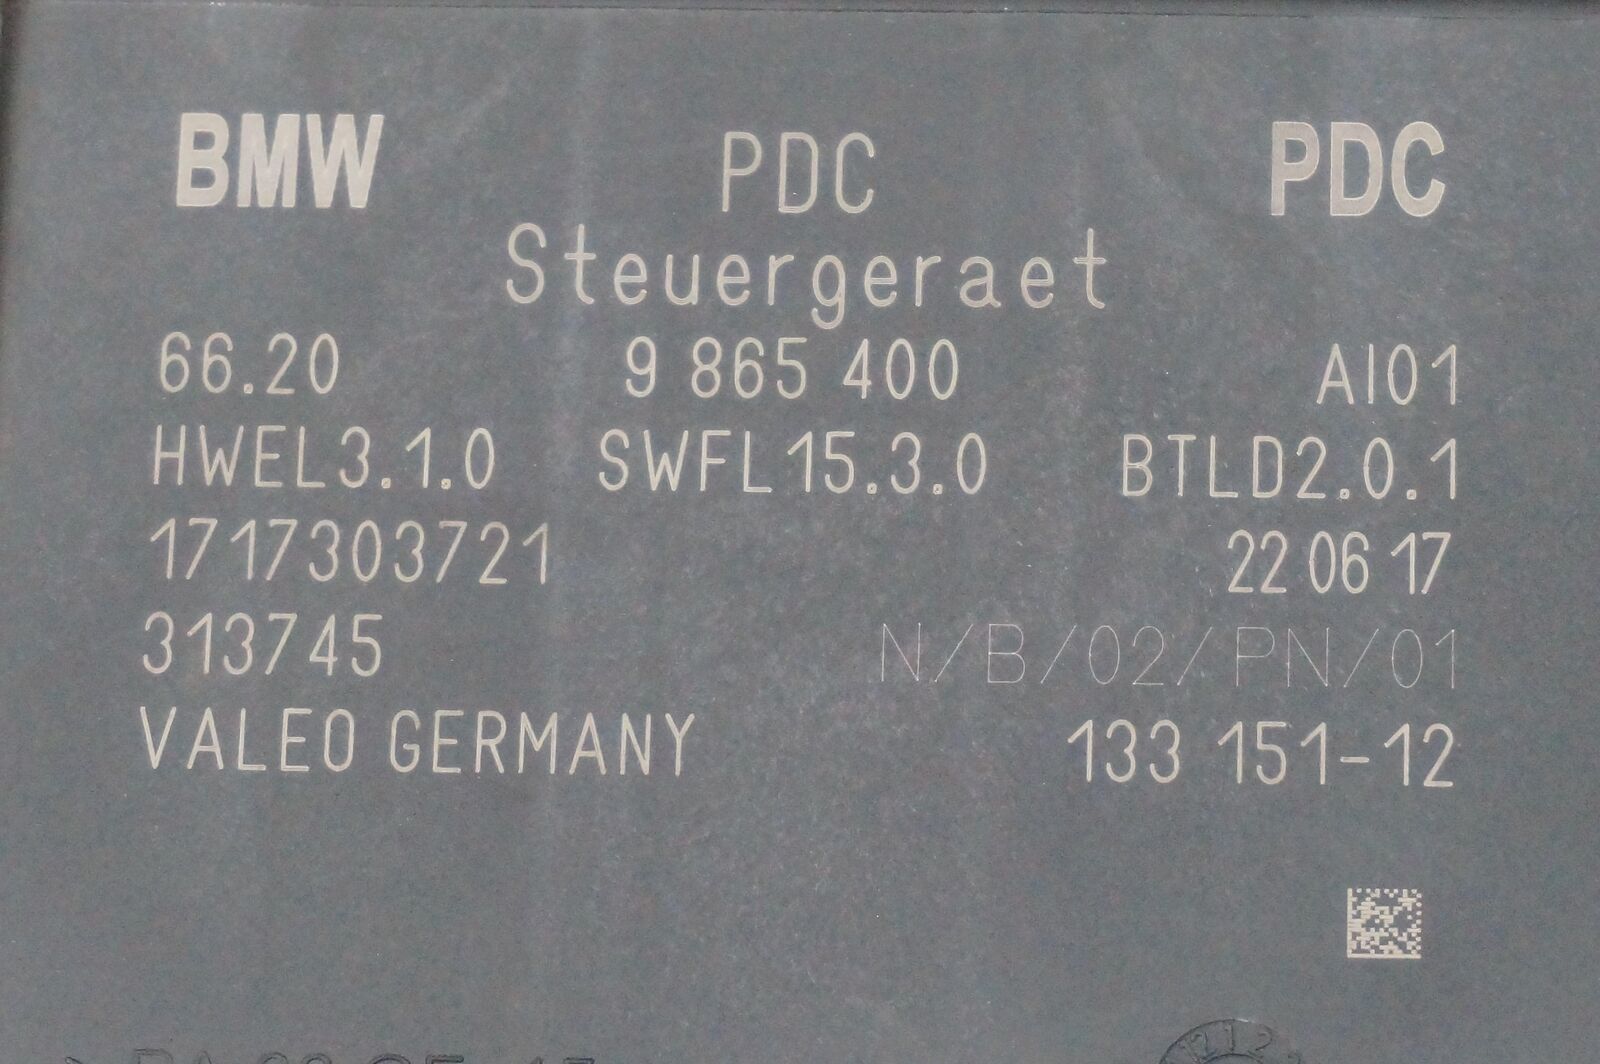 BMW PDC PDC
Steuergeraet
66.20 9 865 400 AI01
HWEL3.1.0 SWFL15.3.0 BTLD2.0.1
1717303721 22 06 17
313745 N/B/02/PN/01
VALEO GERMANY 133 151-12